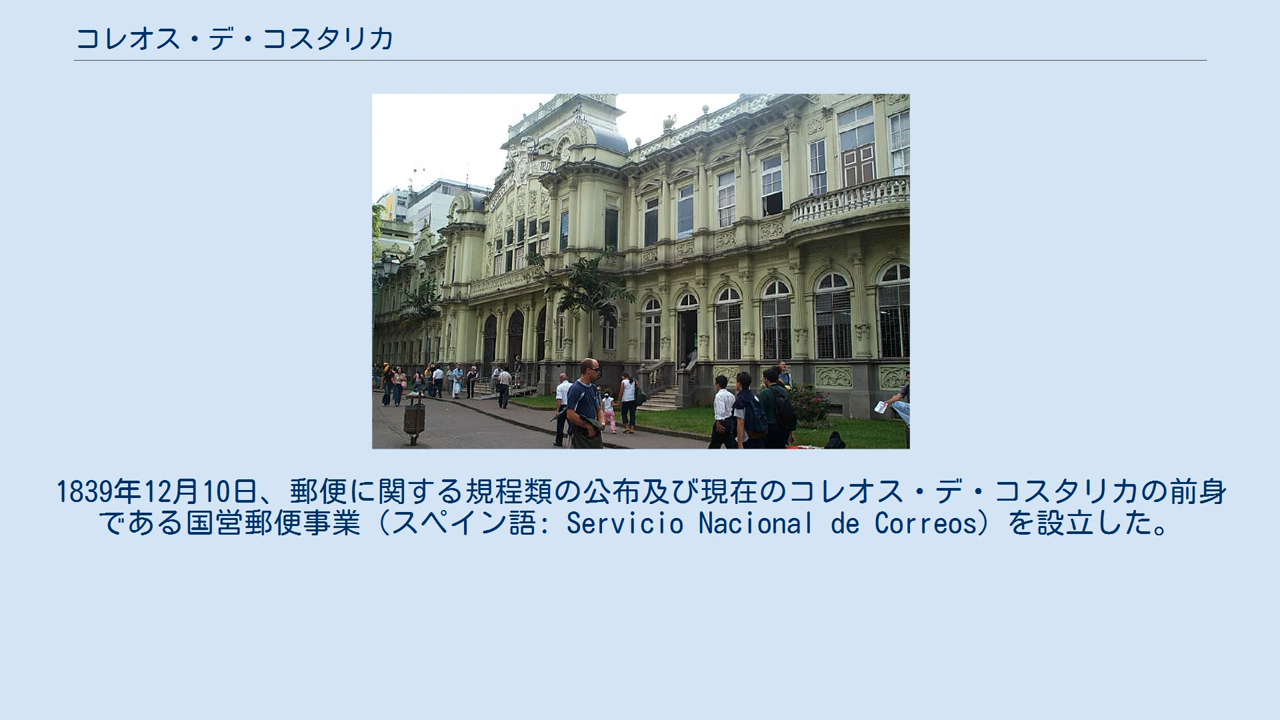 コレオス・デ・コスタリカ
1839年12月10日、郵便に関する規程類の公布及び現在のコレオス・デ・コスタリカの前身
である国営郵便事業（スペイン語: Servicio Nacional de Correos）を設立した。